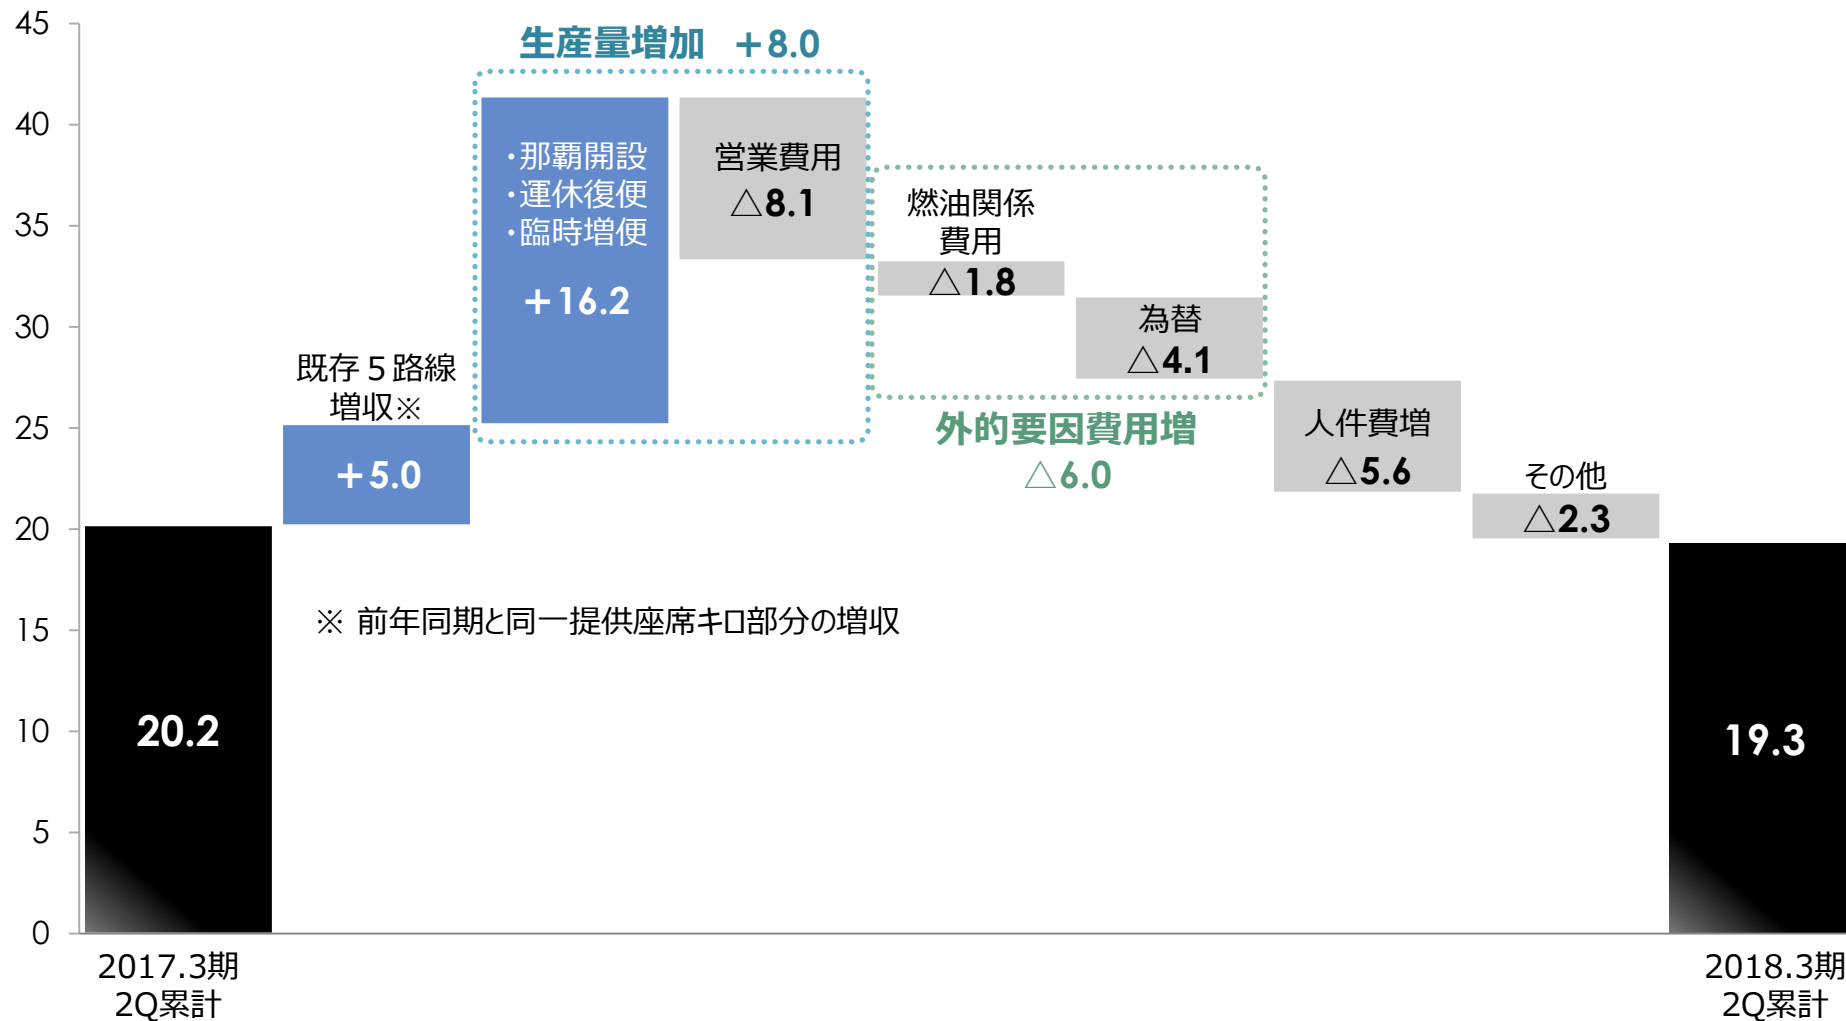 45
40
35
30
25
20
15
10
5
0
生産量増加 +8.0
・那覇開設
・運休復便
・臨時増便
+16.2
営業費用
△8.1
燃油関係
費用
△1.8
為替
△4.1
外的要因費用増
△6.0
既存5路線
増収※
+5.0
人件費増
△5.6
その他
△2.3
※ 前年同期と同一提供座席キロ部分の増収
20.2
19.3
2017.3期
2Q累計
2018.3期
2Q累計